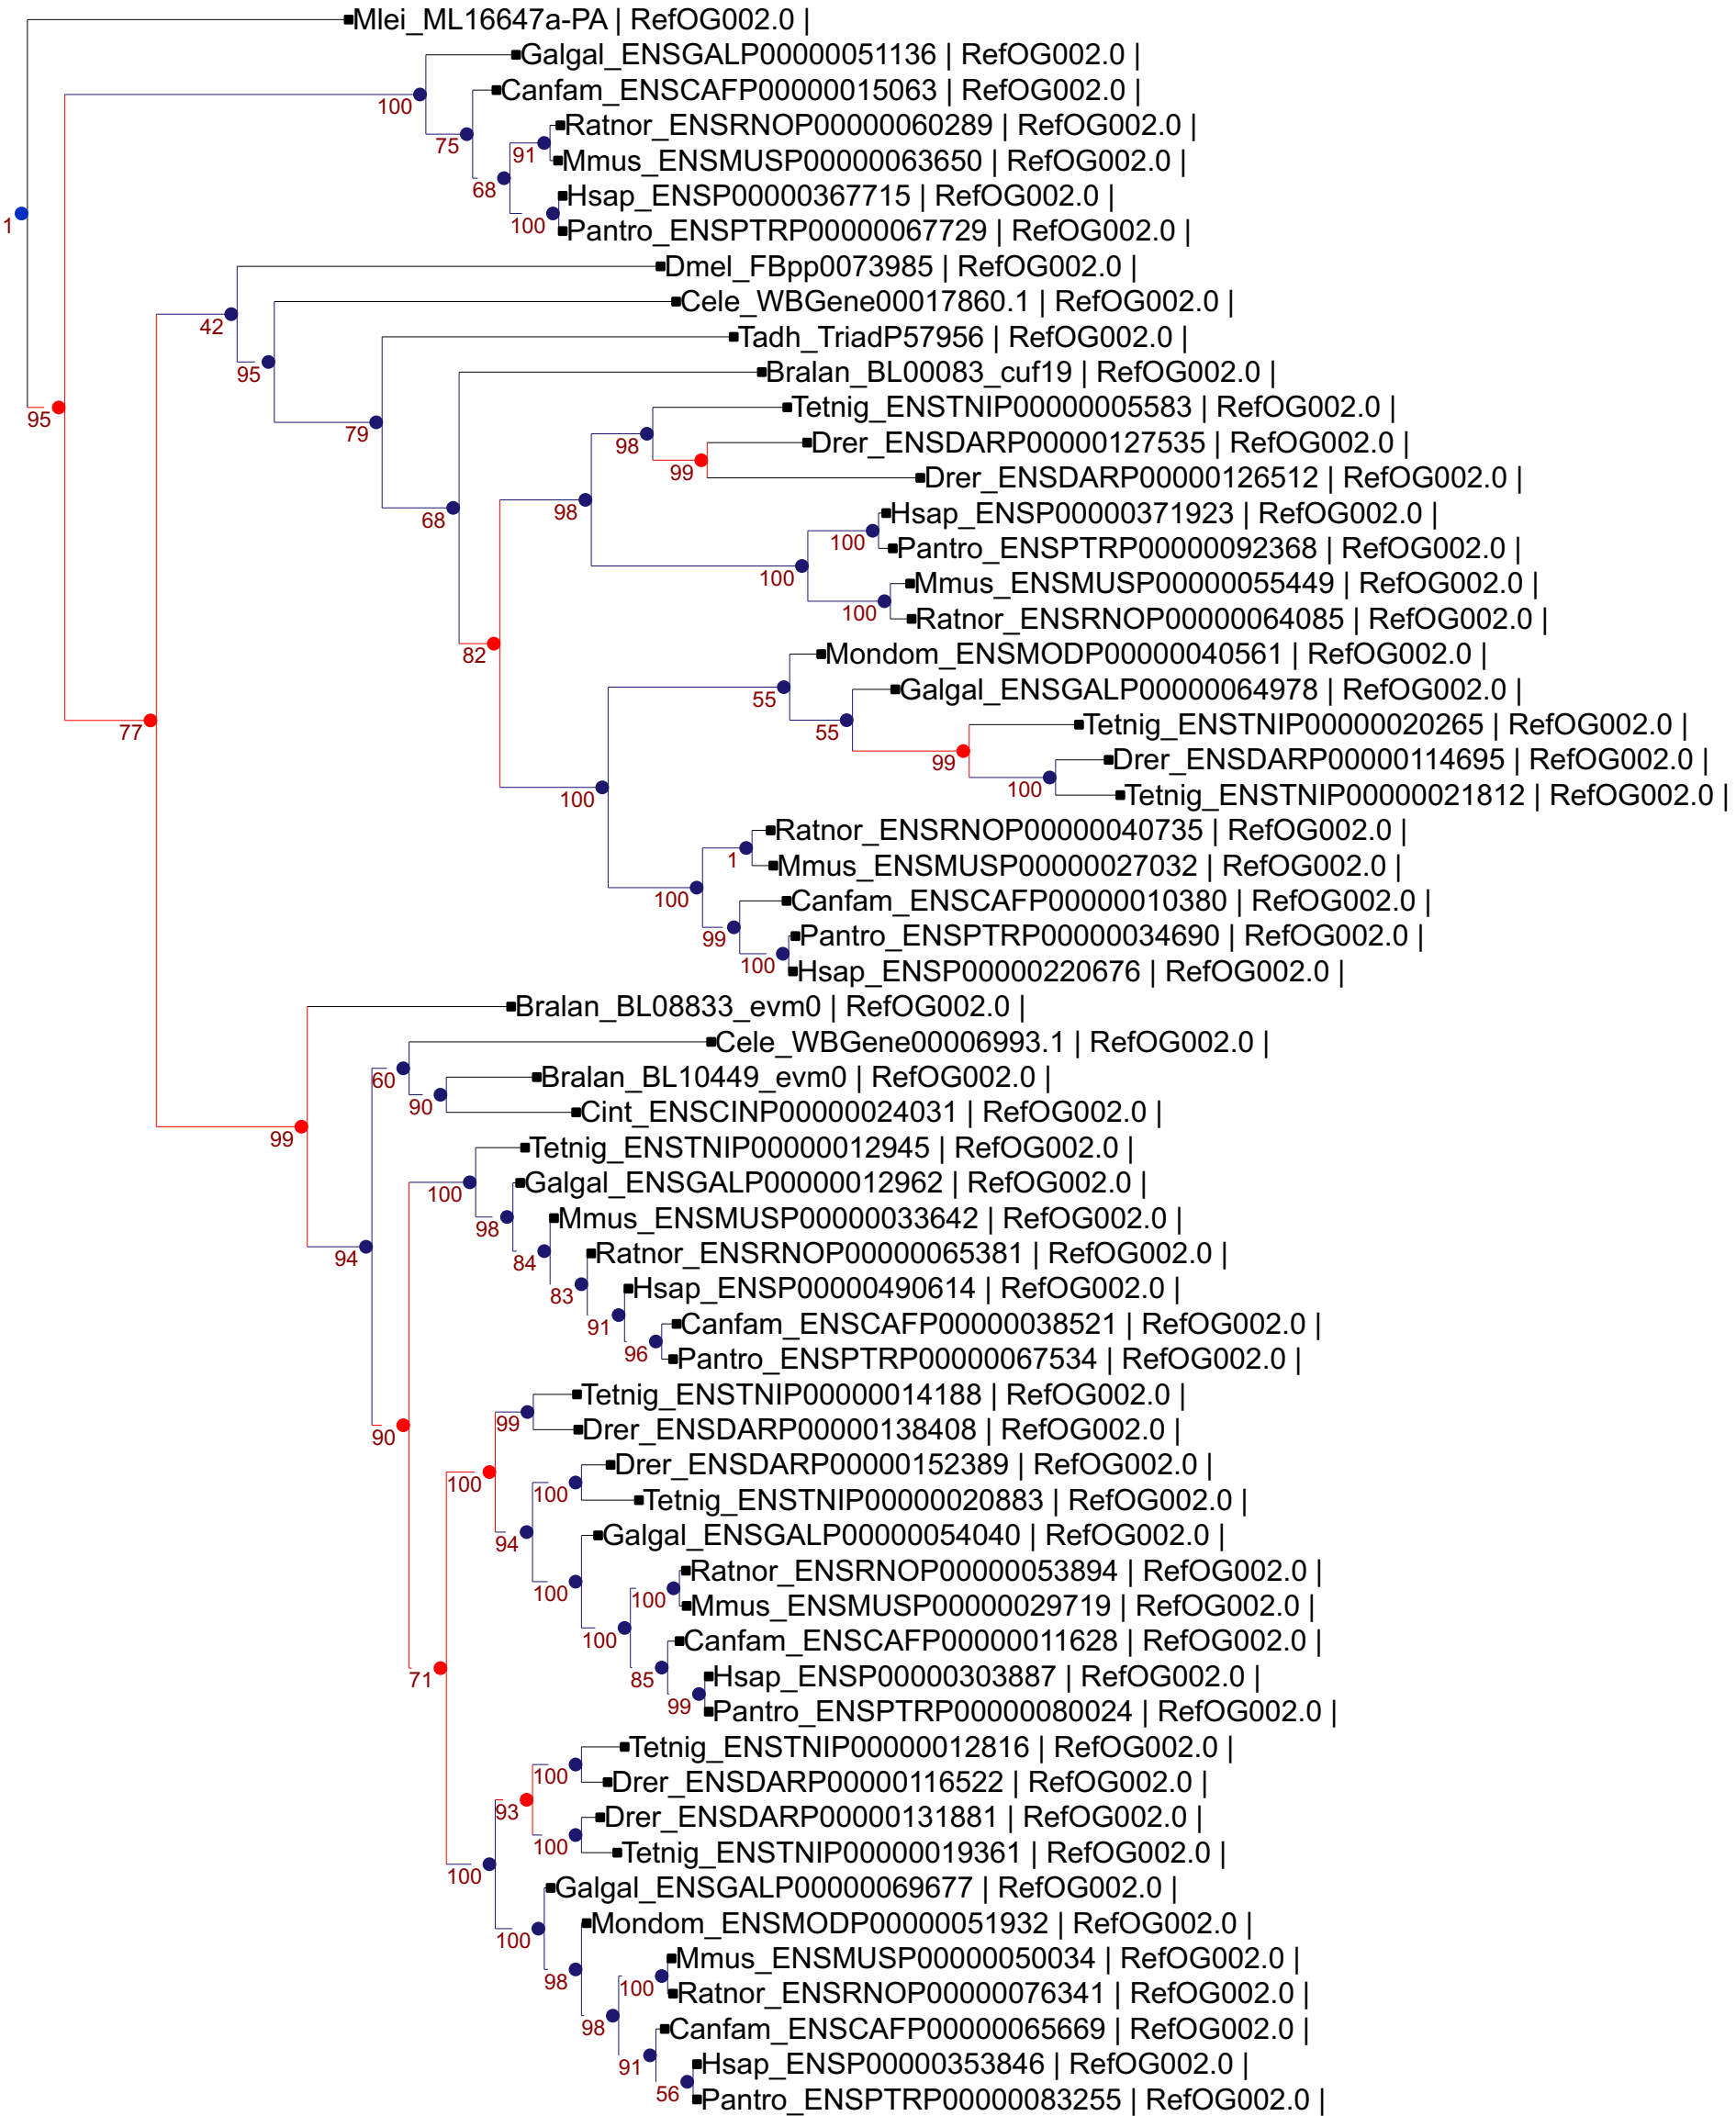 Mlei_ML16647a-PA | RefOG002.0 |
Galgal_ENSGALP00000051136 | RefOG002.0 |
Canfam_ENSCAFP00000015063 | RefOG002.0 |
100
Ratnor_ENSRNOP00000060289 | RefOG002.0 |
75
91
Mmus_ENSMUSP00000063650 | RefOG002.0 |
68
Hsap_ENSP00000367715 | RefOG002.0 |
1
100
Pantro_ENSPTRP00000067729 | RefOG002.0 |
Dmel_FBpp0073985 | RefOG002.0 |
Cele_WBGene00017860.1 | RefOG002.0 |
42
Tadh_TriadP57956 | RefOG002.0 |
95
Bralan_BL00083_cuf19 | RefOG002.0 |
Tetnig_ENSTNIP00000005583 | RefOG002.0 |
95
79
Drer_ENSDARP00000127535 | RefOG002.0 |
98
99
Drer_ENSDARP00000126512 | RefOG002.0 |
98
68
Hsap_ENSP00000371923 | RefOG002.0 |
100
Pantro_ENSPTRP00000092368 | RefOG002.0 |
100
Mmus_ENSMUSP00000055449 | RefOG002.0 |
100
Ratnor_ENSRNOP00000064085 | RefOG002.0 |
82
Mondom_ENSMODP00000040561 | RefOG002.0 |
55
Galgal_ENSGALP00000064978 | RefOG002.0 |
77
55
Tetnig_ENSTNIP00000020265 | RefOG002.0 |
99
Drer_ENSDARP00000114695 | RefOG002.0 |
100
100
Tetnig_ENSTNIP00000021812 | RefOG002.0 |
Ratnor_ENSRNOP00000040735 | RefOG002.0 |
1
Mmus_ENSMUSP00000027032 | RefOG002.0 |
100
Canfam_ENSCAFP00000010380 | RefOG002.0 |
99
Pantro_ENSPTRP00000034690 | RefOG002.0 |
100
Hsap_ENSP00000220676 | RefOG002.0 |
Bralan_BL08833_evm0 | RefOG002.0 |
Cele_WBGene00006993.1 | RefOG002.0 |
60
Bralan_BL10449_evm0 | RefOG002.0 |
90
Cint_ENSCINP00000024031 | RefOG002.0 |
99
Tetnig_ENSTNIP00000012945 | RefOG002.0 |
100
Galgal_ENSGALP00000012962 | RefOG002.0 |
98
Mmus_ENSMUSP00000033642 | RefOG002.0 |
94
84
Ratnor_ENSRNOP00000065381 | RefOG002.0 |
83
Hsap_ENSP00000490614 | RefOG002.0 |
91
Canfam_ENSCAFP00000038521 | RefOG002.0 |
96
Pantro_ENSPTRP00000067534 | RefOG002.0 |
Tetnig_ENSTNIP00000014188 | RefOG002.0 |
99
90
Drer_ENSDARP00000138408 | RefOG002.0 |
Drer_ENSDARP00000152389 | RefOG002.0 |
100
100
Tetnig_ENSTNIP00000020883 | RefOG002.0 |
94
Galgal_ENSGALP00000054040 | RefOG002.0 |
Ratnor_ENSRNOP00000053894 | RefOG002.0 |
100
100
Mmus_ENSMUSP00000029719 | RefOG002.0 |
100
Canfam_ENSCAFP00000011628 | RefOG002.0 |
71
85
Hsap_ENSP00000303887 | RefOG002.0 |
99
Pantro_ENSPTRP00000080024 | RefOG002.0 |
Tetnig_ENSTNIP00000012816 | RefOG002.0 |
100
Drer_ENSDARP00000116522 | RefOG002.0 |
93
Drer_ENSDARP00000131881 | RefOG002.0 |
100
Tetnig_ENSTNIP00000019361 | RefOG002.0 |
100
Galgal_ENSGALP00000069677 | RefOG002.0 |
Mondom_ENSMODP00000051932 | RefOG002.0 |
100
Mmus_ENSMUSP00000050034 | RefOG002.0 |
98
100
Ratnor_ENSRNOP00000076341 | RefOG002.0 |
98
Canfam_ENSCAFP00000065669 | RefOG002.0 |
91
Hsap_ENSP00000353846 | RefOG002.0 |
56
Pantro_ENSPTRP00000083255 | RefOG002.0 |